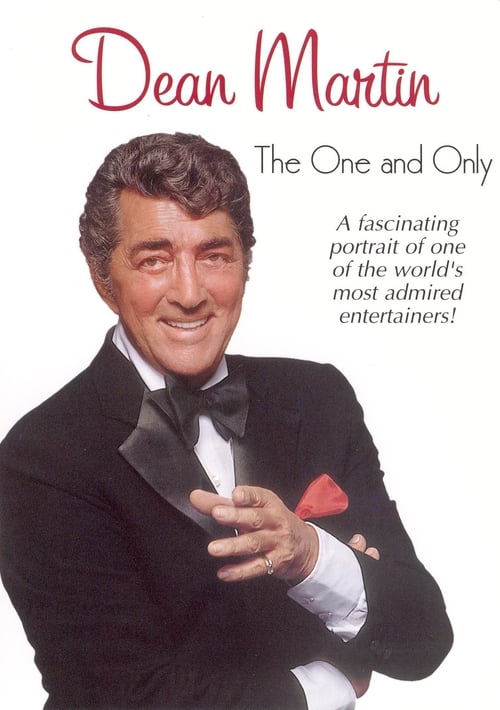 Dean Martin
The One and Only
A fascinating
portrait of one
of the world's
most admired
entertainers!